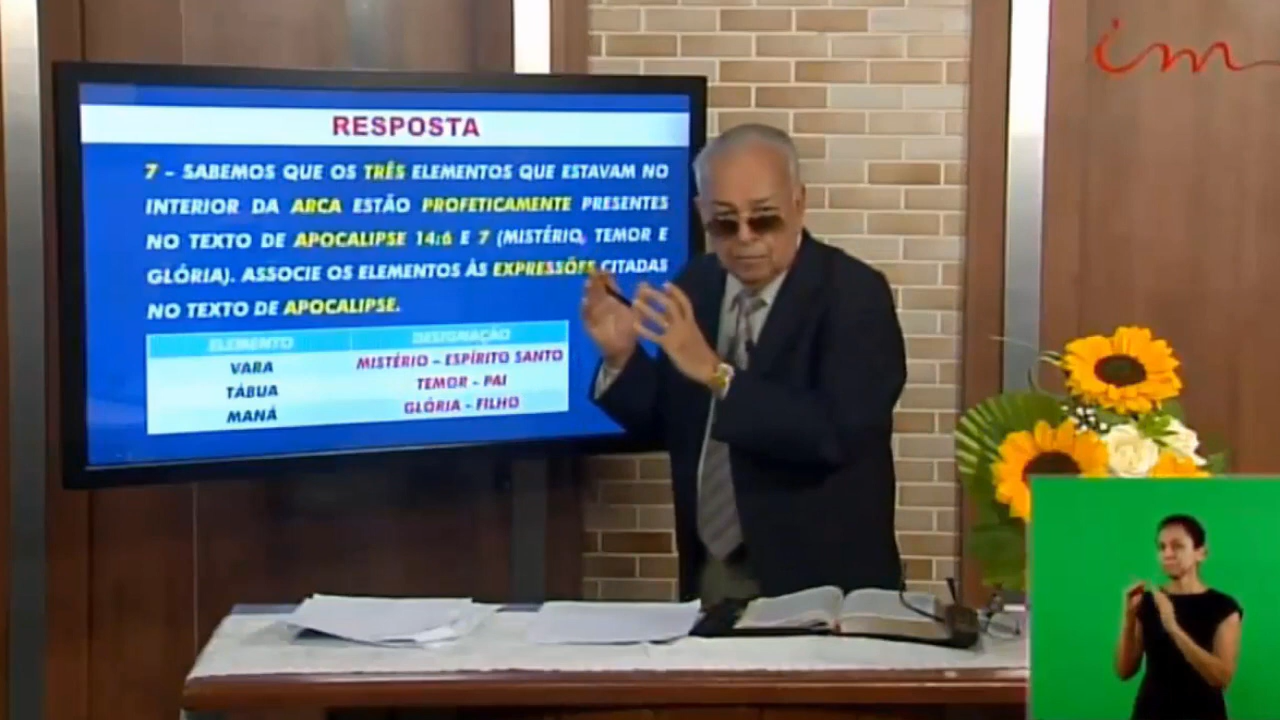 im
RESPOSTA
7 – SABEMOS QUE OS TRÊS ELEMENTOS QUE ESTAVAM NO
INTERIOR DA ARCA ESTÃO PROFETICAMENTE PRESENTES
NO TEXTO DE APOCALIPSE 14:6 E 7 (MISTÉRIO, TEMOR E
GLÓRIA). ASSOCIE OS ELEMENTOS ÀS EXPRESSÕES CITADAS
NO TEXTO DE APOCALIPSE.
ELEMENTO DESIGNAÇÃO
VARA MISTÉRIO – ESPÍRITO SANTO
TÁBUA TEMOR – PAI
MANÁ GLÓRIA – FILHO